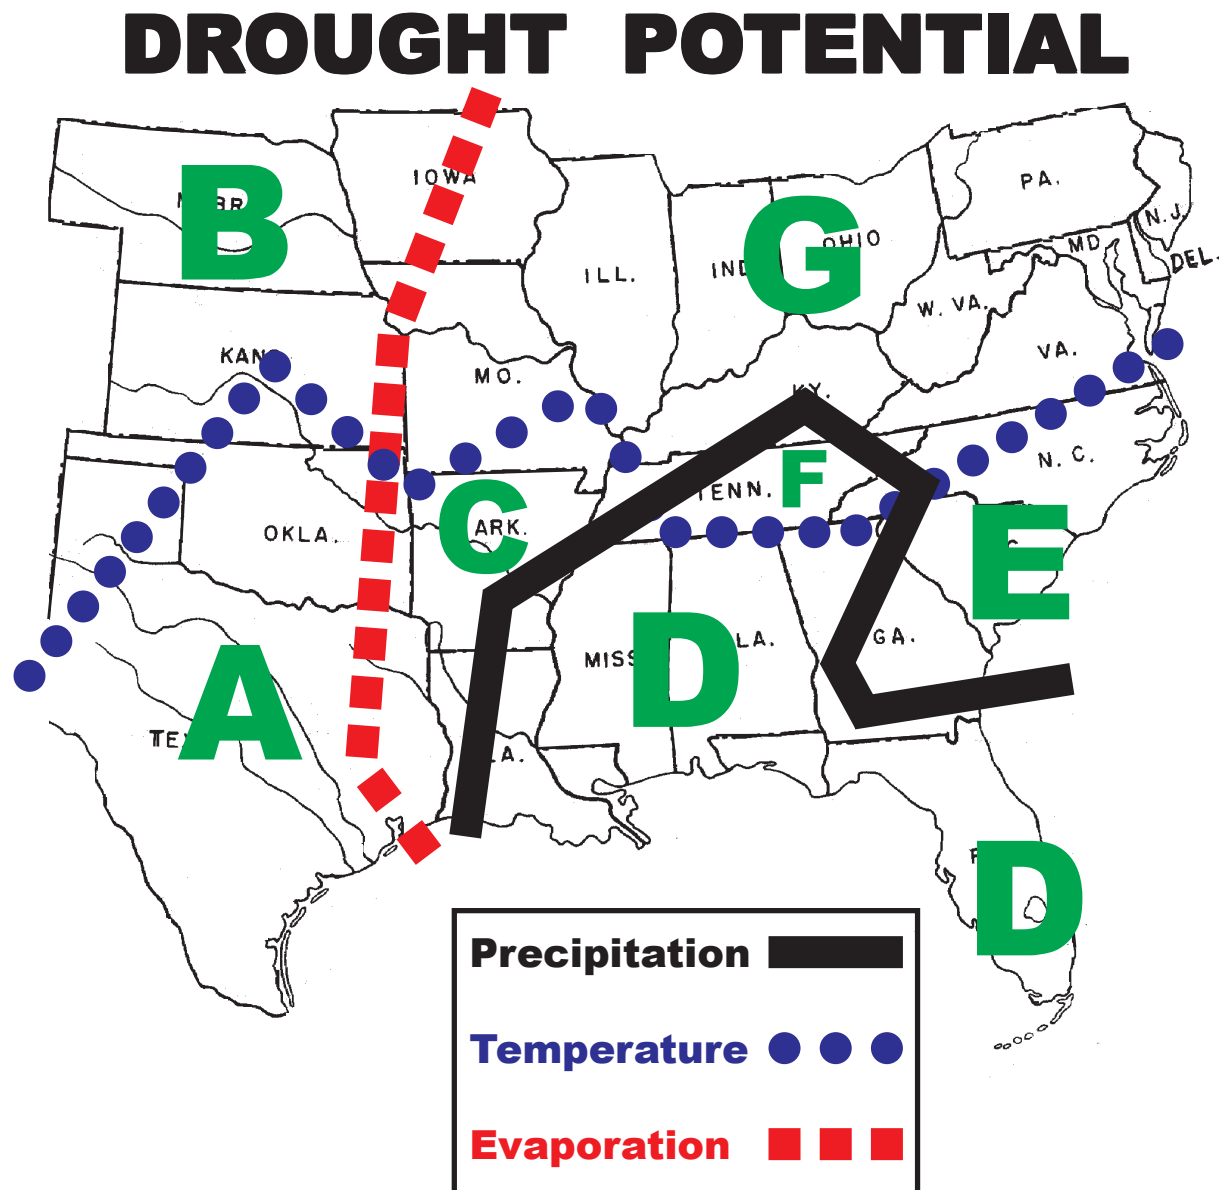 DROUGHT POTENTIAL
B
IOWA
PA.
G
N.J.
OHIO
MD
DEL.
IND
ILL.
W. VA.
KAN
VA.
MO.
KY.
N. C.
F
TENN.
C
ARK.
OKLA.
E
D
GA.
MISS
LA.
A
TE
A.
D
Precipitation
Temperature
Evaporation